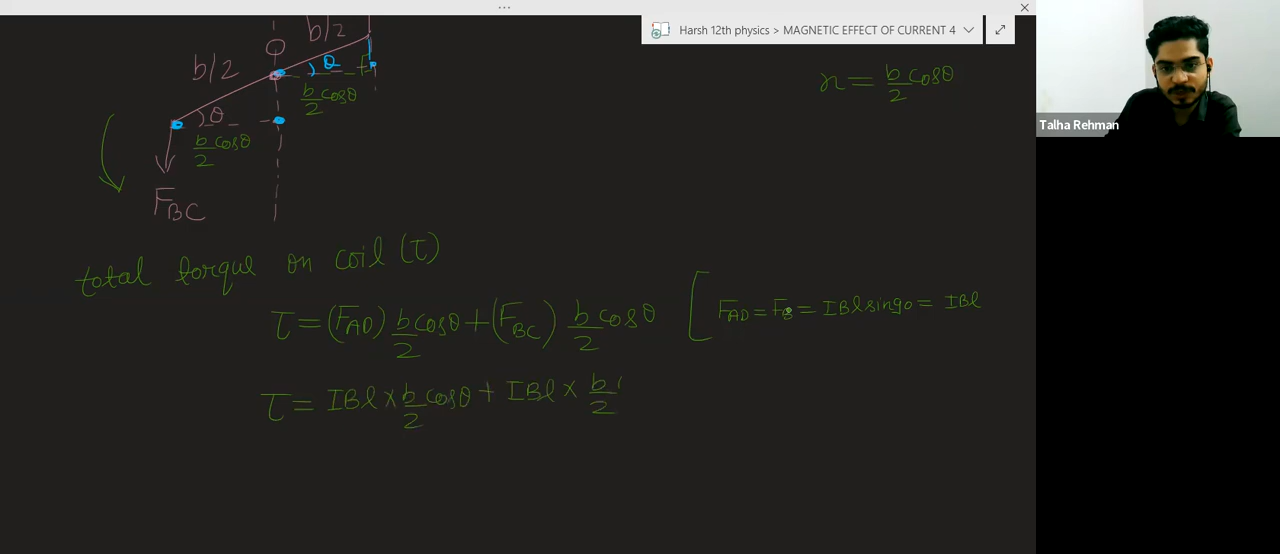 Harsh 12th physics > MAGNETIC EFFECT OF CURRENT 4
Talha Rehman
O
b/2
b/2
θ
F
b/2 cosθ
θ
b/2 cosθ
F_BC
r = b/2 cosθ
total torque on coil (τ)
τ = (F_AD) b/2 cosθ + (F_BC) b/2 cosθ
[ F_AD = F_B = IBl sin90 = IBl
τ = IBl × b/2 cosθ + IBl × b/2